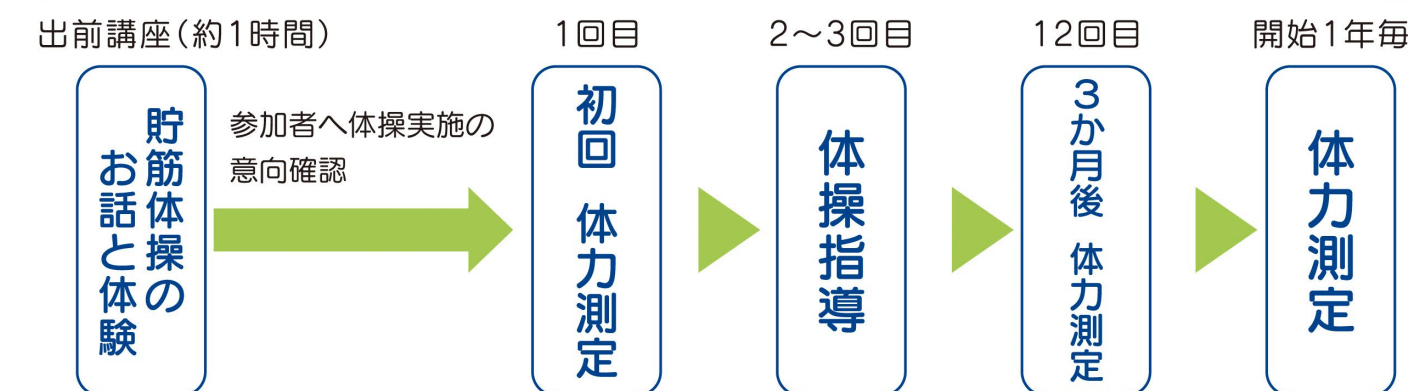 出前講座(約1時間)
貯筋体操の
お話と体験
参加者へ体操実施の
意向確認
1回目
初回 体力測定
2～3回目
体操指導
12回目
3か月後 体力測定
開始1年毎
体力測定